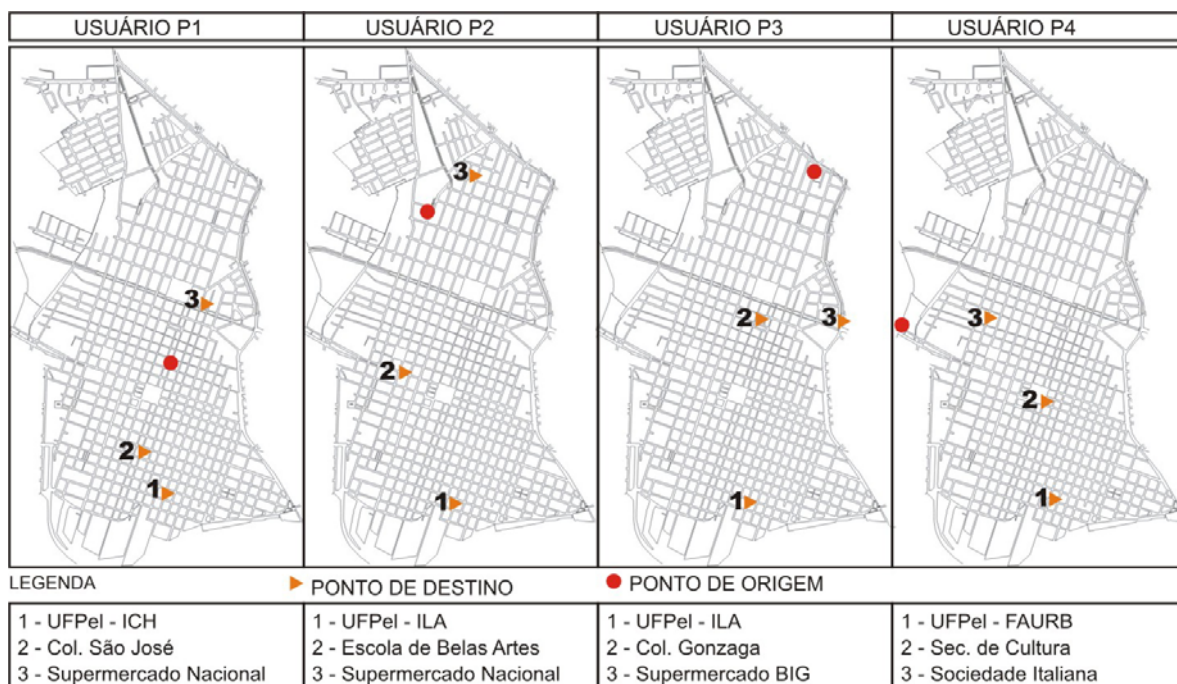 USUÁRIO P1
USUÁRIO P2
USUÁRIO P3
USUÁRIO P4
3
2
1
3
2
1
2
3
1
3
2
1
LEGENDA
PONTO DE DESTINO
PONTO DE ORIGEM
1 - UFPel - ICH
2 - Col. São José
3 - Supermercado Nacional
1 - UFPel - ILA
2 - Escola de Belas Artes
3 - Supermercado Nacional
1 - UFPel - ILA
2 - Col. Gonzaga
3 - Supermercado BIG
1 - UFPel - FAURB
2 - Sec. de Cultura
3 - Sociedade Italiana